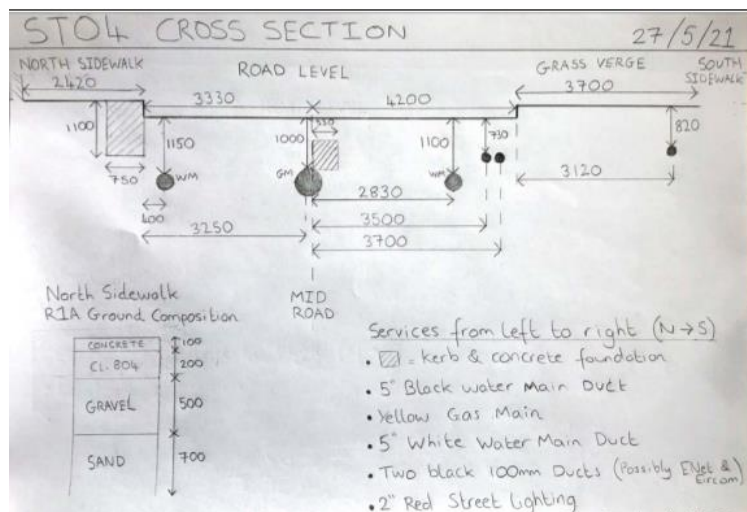 STO4 CROSS SECTION
27/5/21
NORTH SIDEWALK
ROAD LEVEL
GRASS VERGE
SOUTH SIDEWALK
2420
3330
4200
3700
1100
750
1150
WM
400
1000
GM
1100
WM
730
820
2830
3120
3250
3500
3700
MID
ROAD
North Sidewalk
R1A Ground Composition
CONCRETE 100
CL. 804 200
GRAVEL 500
SAND 700
Services from left to right (N→S)
• = kerb & concrete foundation
• 5" Black Water Main Duct
• Yellow Gas Main
• 5" White Water Main Duct
• Two black 100mm Ducts (Possibly ENet & Eircom)
• 2" Red Street Lighting